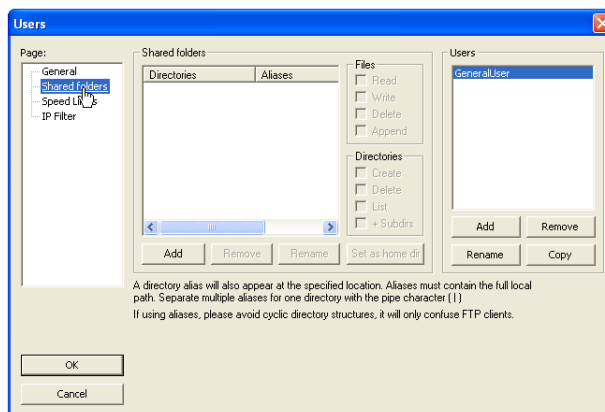 Users
Page:
General
Shared folders
Speed Li
IP Filter
Shared folders
Directories Aliases
Files
Read
Write
Delete
Append
Directories
Create
Delete
List
+ Subdirs
Add Remove Rename Set as home dir
Users
GeneralUser
Add Remove
Rename Copy
A directory alias will also appear at the specified location. Aliases must contain the full local
path. Separate multiple aliases for one directory with the pipe character ( | )
If using aliases, please avoid cyclic directory structures, it will only confuse FTP clients.
OK
Cancel